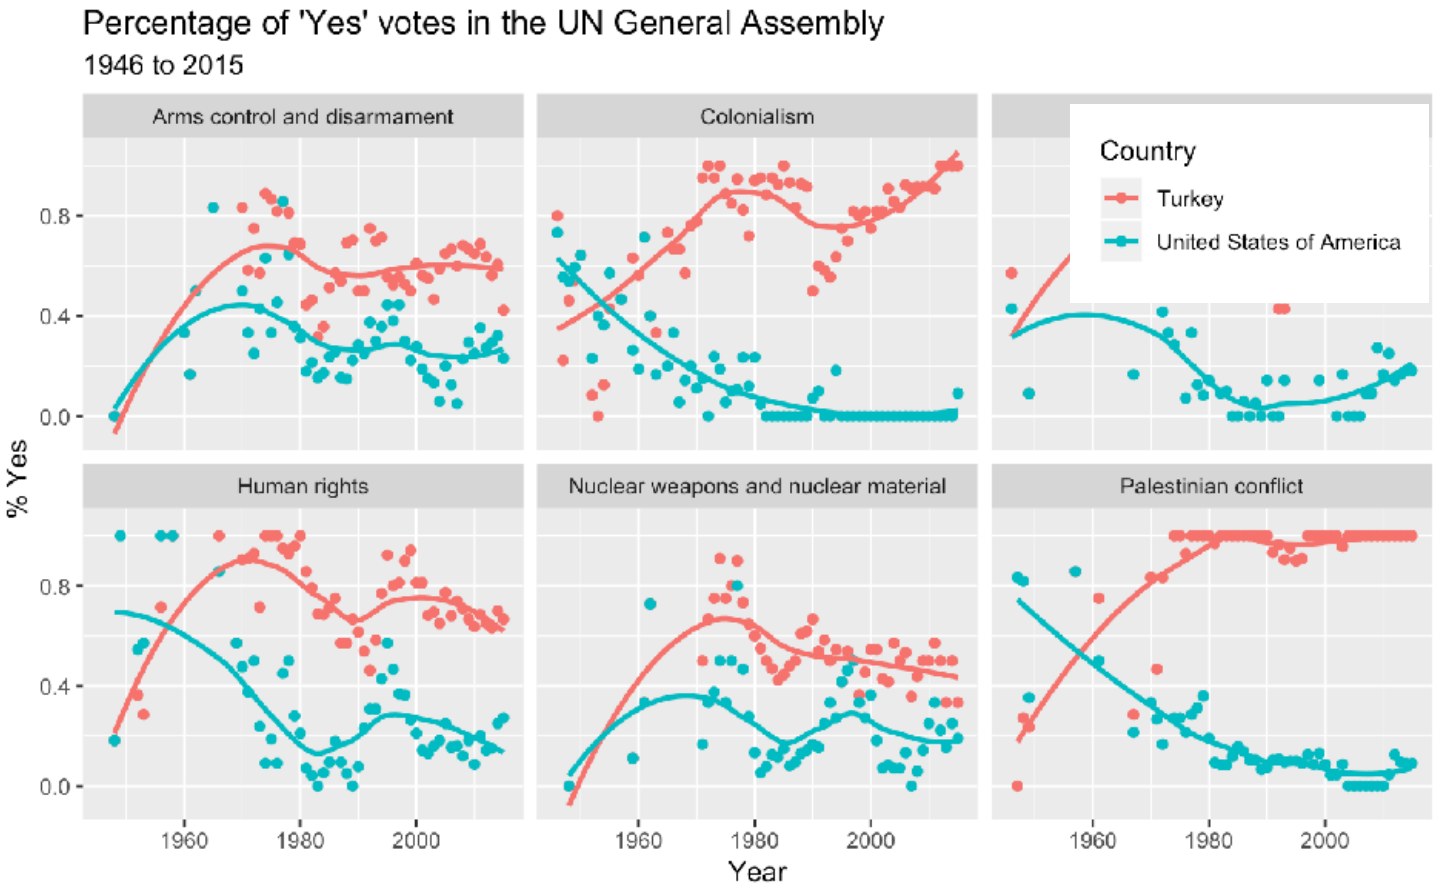 Percentage of 'Yes' votes in the UN General Assembly
1946 to 2015
Arms control and disarmament
Colonialism
Country
Turkey
United States of America
0.8
0.4
0.0
% Yes
Human rights
Nuclear weapons and nuclear material
Palestinian conflict
0.8
0.4
0.0
1960 1980 2000
1960 1980 2000
1960 1980 2000
Year